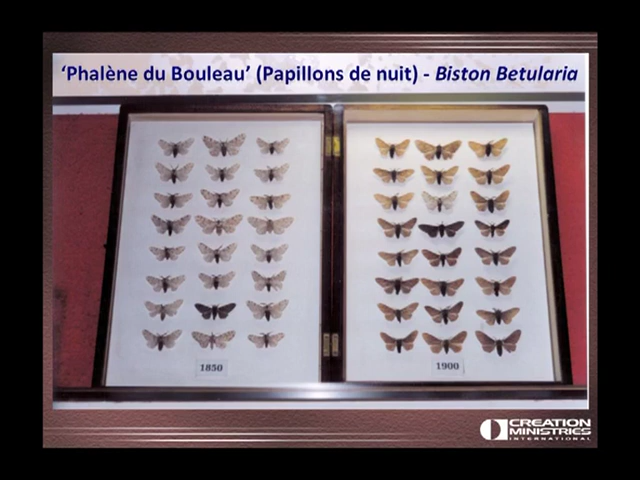 ‘Phalène du Bouleau’ (Papillons de nuit) - Biston Betularia
1850
1900
CREATION
MINISTRIES
INTERNATIONAL